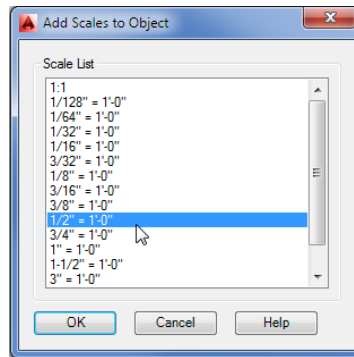 Add Scales to Object
Scale List
1:1
1/128" = 1'-0"
1/64" = 1'-0"
1/32" = 1'-0"
1/16" = 1'-0"
3/32" = 1'-0"
1/8" = 1'-0"
3/16" = 1'-0"
3/8" = 1'-0"
1/2" = 1'-0"
3/4" = 1'-0"
1" = 1'-0"
1-1/2" = 1'-0"
3" = 1'-0"
OK Cancel Help